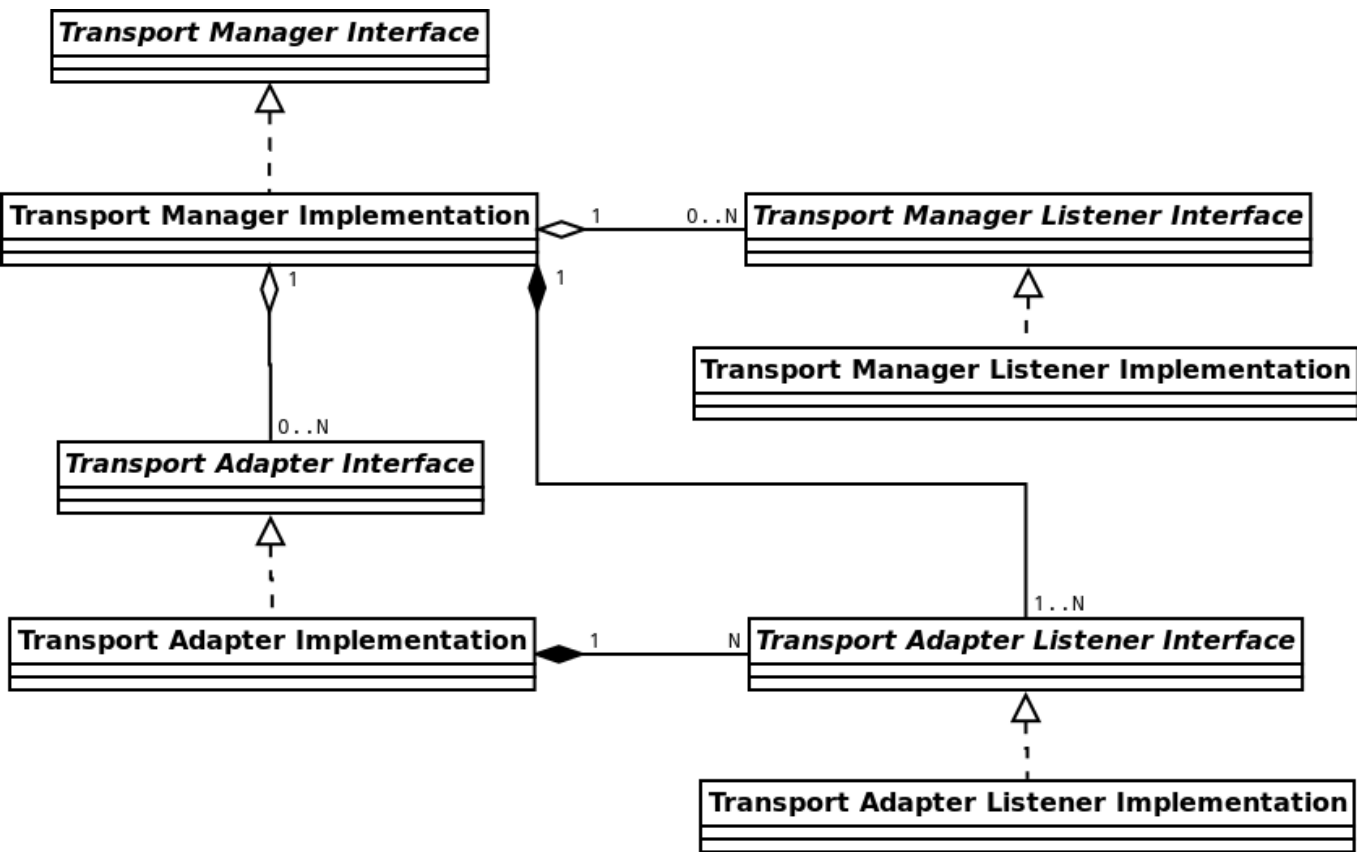 Transport Manager Interface
Transport Manager Implementation
1
0..N
Transport Manager Listener Interface
1
1
Transport Manager Listener Implementation
0..N
Transport Adapter Interface
1..N
Transport Adapter Implementation
1
N
Transport Adapter Listener Interface
Transport Adapter Listener Implementation